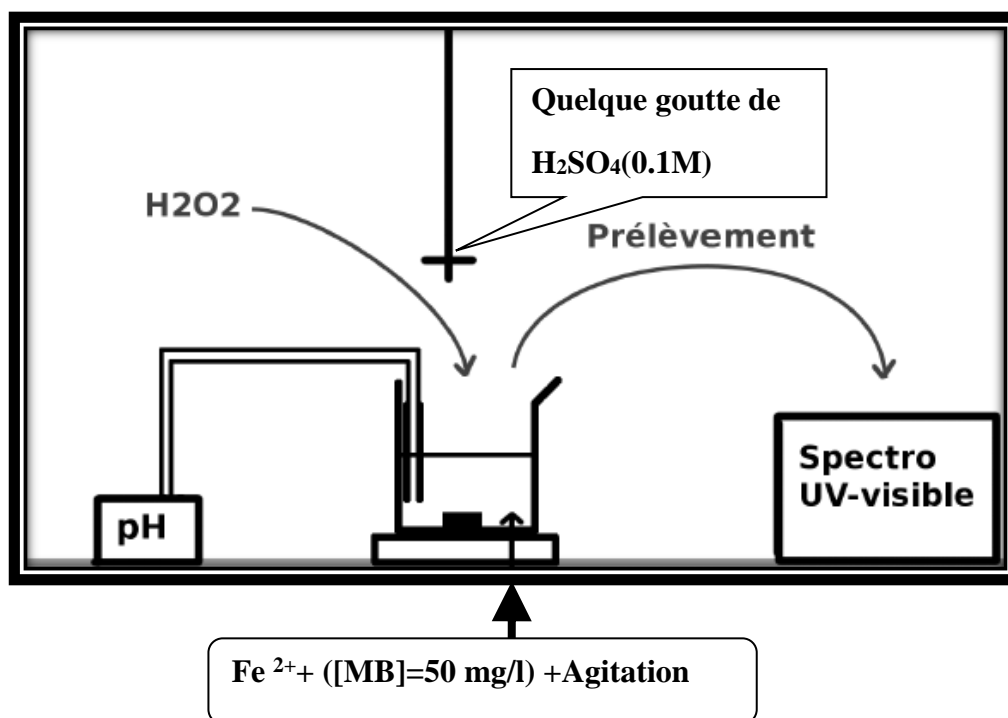 Quelque goutte de
H₂SO₄(0.1M)
H2O2
Prélèvement
pH
Spectro
UV-visible
Fe ²⁺+ ([MB]=50 mg/l) +Agitation